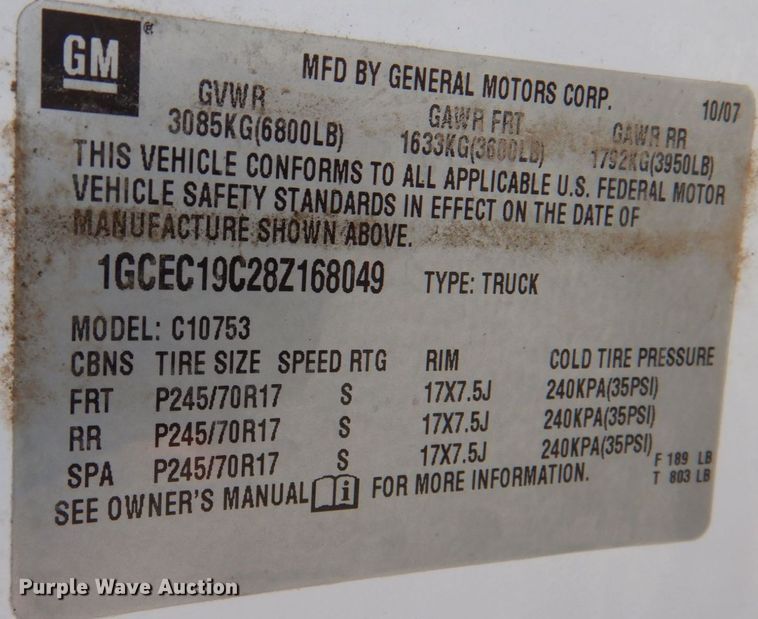 GM
MFD BY GENERAL MOTORS CORP. 10/07
GVWR GAWR FRT GAWR RR
3085KG(6800LB) 1633KG(3600LB) 1792KG(3950LB)
THIS VEHICLE CONFORMS TO ALL APPLICABLE U.S. FEDERAL MOTOR
VEHICLE SAFETY STANDARDS IN EFFECT ON THE DATE OF
MANUFACTURE SHOWN ABOVE.
1GCEC19C28Z168049 TYPE: TRUCK
MODEL: C10753
CBNS TIRE SIZE SPEED RTG RIM COLD TIRE PRESSURE
FRT P245/70R17 S 17X7.5J 240KPA(35PSI)
RR P245/70R17 S 17X7.5J 240KPA(35PSI)
SPA P245/70R17 S 17X7.5J 240KPA(35PSI)
F 189 LB
T 803 LB
SEE OWNER'S MANUAL i FOR MORE INFORMATION.
Purple Wave Auction